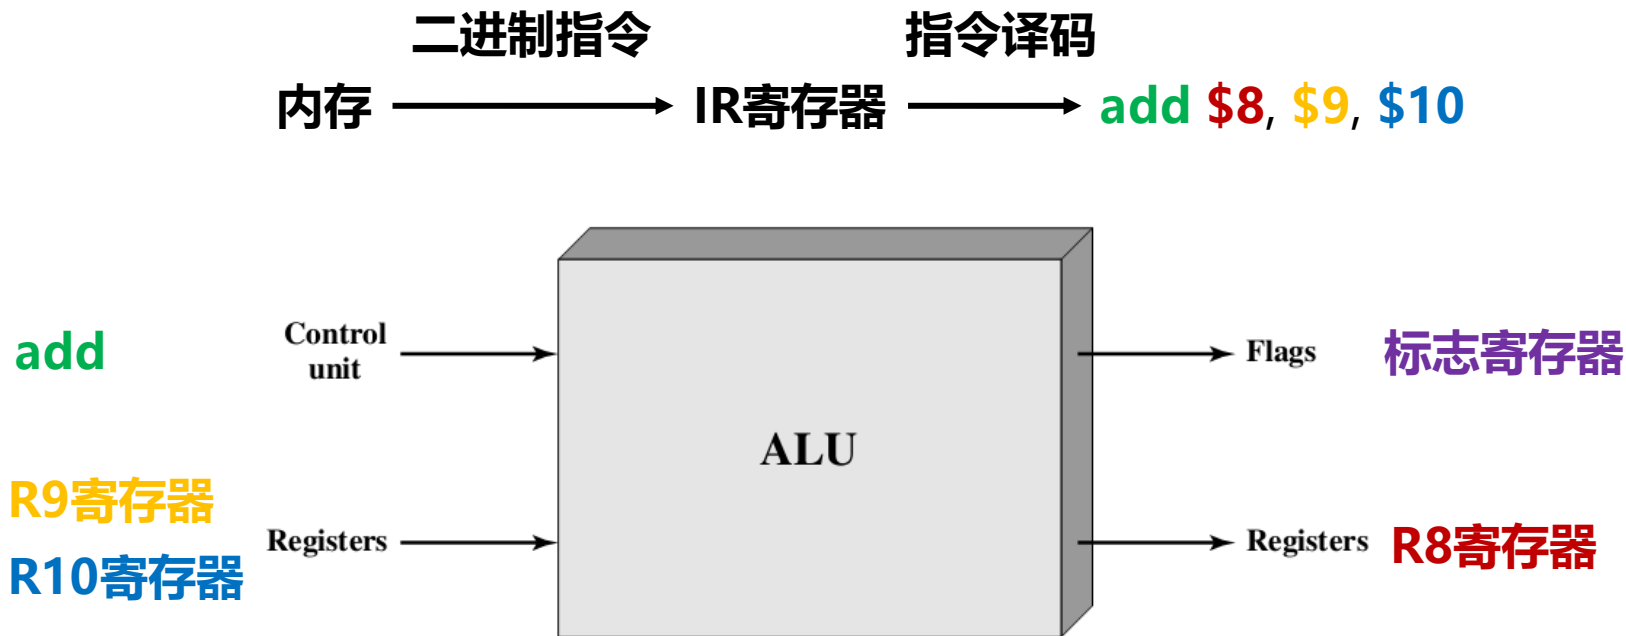 二进制指令 指令译码
内存 IR寄存器 add $8, $9, $10
add Control unit Flags 标志寄存器
ALU
R9寄存器
R10寄存器
Registers Registers R8寄存器